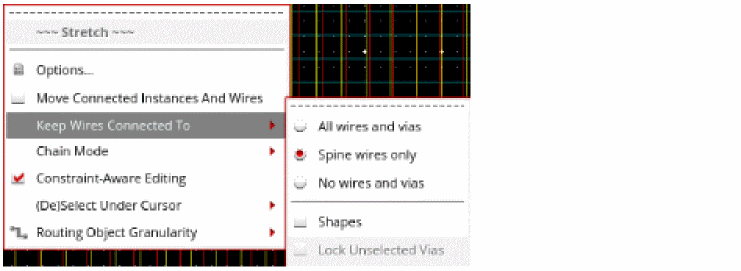 ~~~ Stretch ~~~
Options...
Move Connected Instances And Wires
Keep Wires Connected To
Chain Mode
Constraint-Aware Editing
(De)Select Under Cursor
Routing Object Granularity
All wires and vias
Spine wires only
No wires and vias
Shapes
Lock Unselected Vias